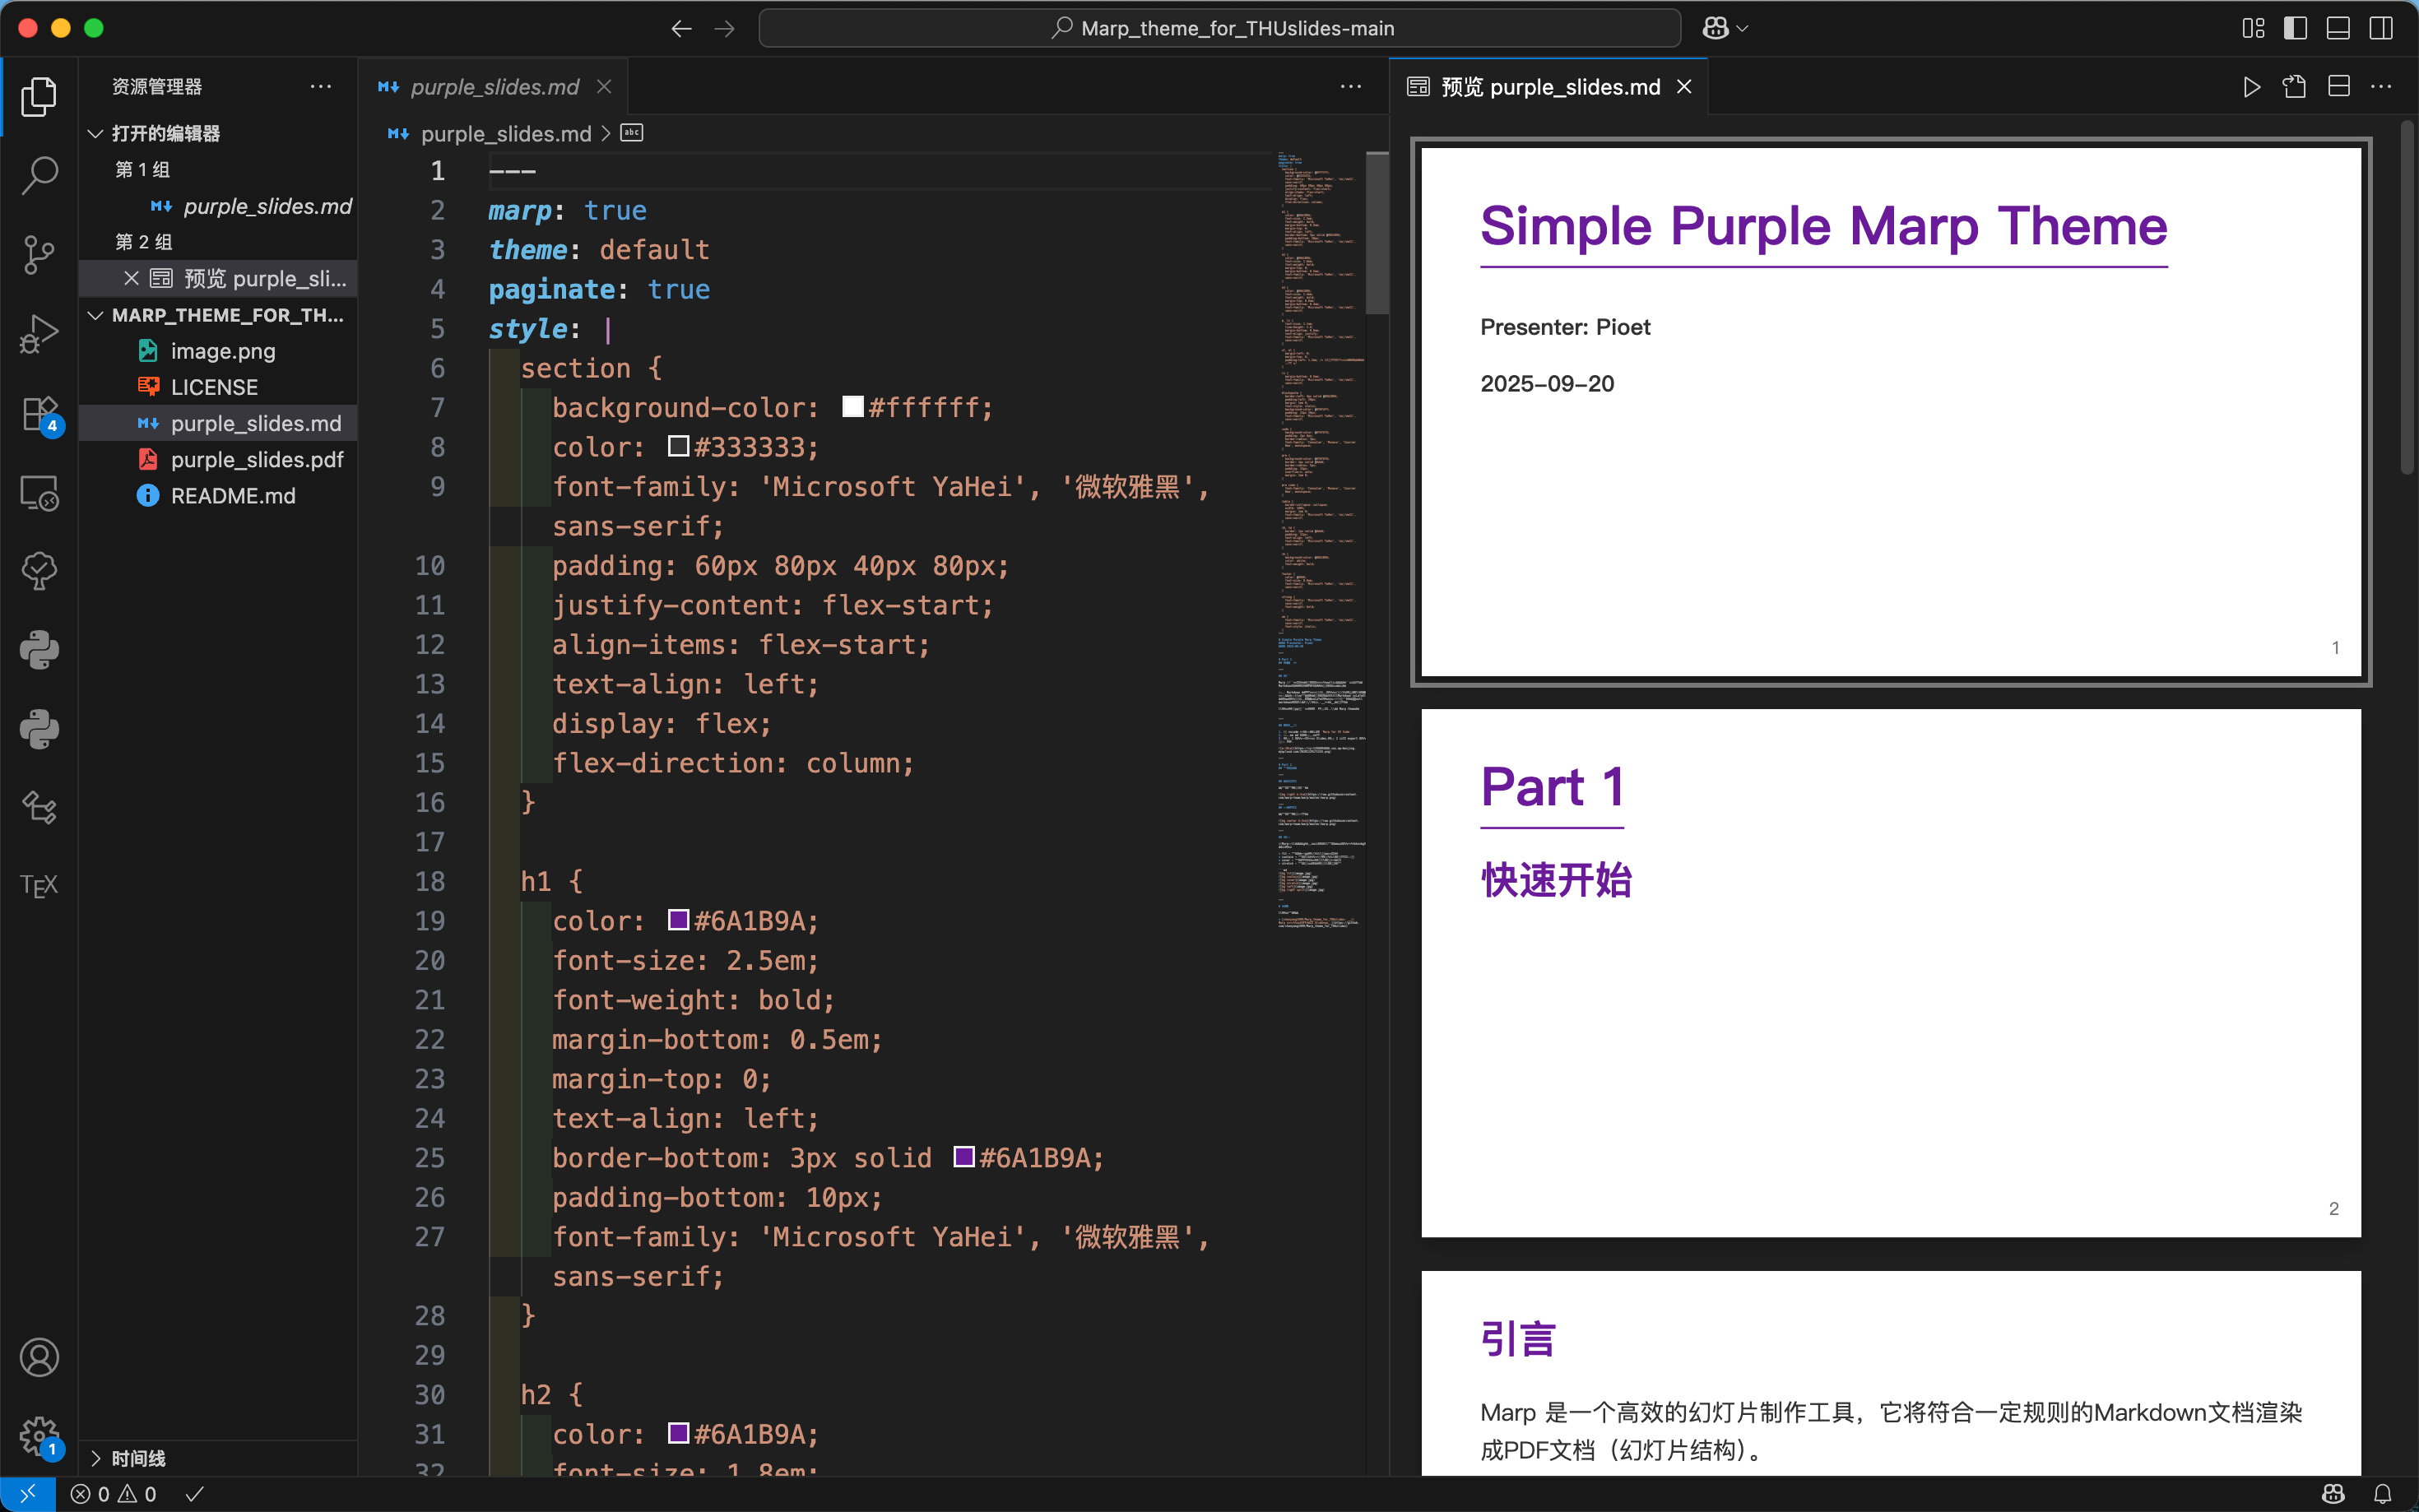 Marp_theme_for_THUslides-main
资源管理器
打开的编辑器
第 1 组
purple_slides.md
第 2 组
预览 purple_sli...
MARP_THEME_FOR_TH...
image.png
LICENSE
purple_slides.md
purple_slides.pdf
README.md
时间线
4
TEX
1
purple_slides.md
purple_slides.md
abc
1 ---
2 marp: true
3 theme: default
4 paginate: true
5 style: |
6 section {
7 background-color: #ffffff;
8 color: #333333;
9 font-family: 'Microsoft YaHei', '微软雅黑',
sans-serif;
10 padding: 60px 80px 40px 80px;
11 justify-content: flex-start;
12 align-items: flex-start;
13 text-align: left;
14 display: flex;
15 flex-direction: column;
16 }
17
18 h1 {
19 color: #6A1B9A;
20 font-size: 2.5em;
21 font-weight: bold;
22 margin-bottom: 0.5em;
23 margin-top: 0;
24 text-align: left;
25 border-bottom: 3px solid #6A1B9A;
26 padding-bottom: 10px;
27 font-family: 'Microsoft YaHei', '微软雅黑',
sans-serif;
28 }
29
30 h2 {
31 color: #6A1B9A;
32 font-size: 1.8em;
预览 purple_slides.md
Simple Purple Marp Theme
Presenter: Pioet
2025-09-20
1
Part 1
快速开始
2
引言
Marp 是一个高效的幻灯片制作工具，它将符合一定规则的Markdown文档渲染
成PDF文档（幻灯片结构）。
0 0